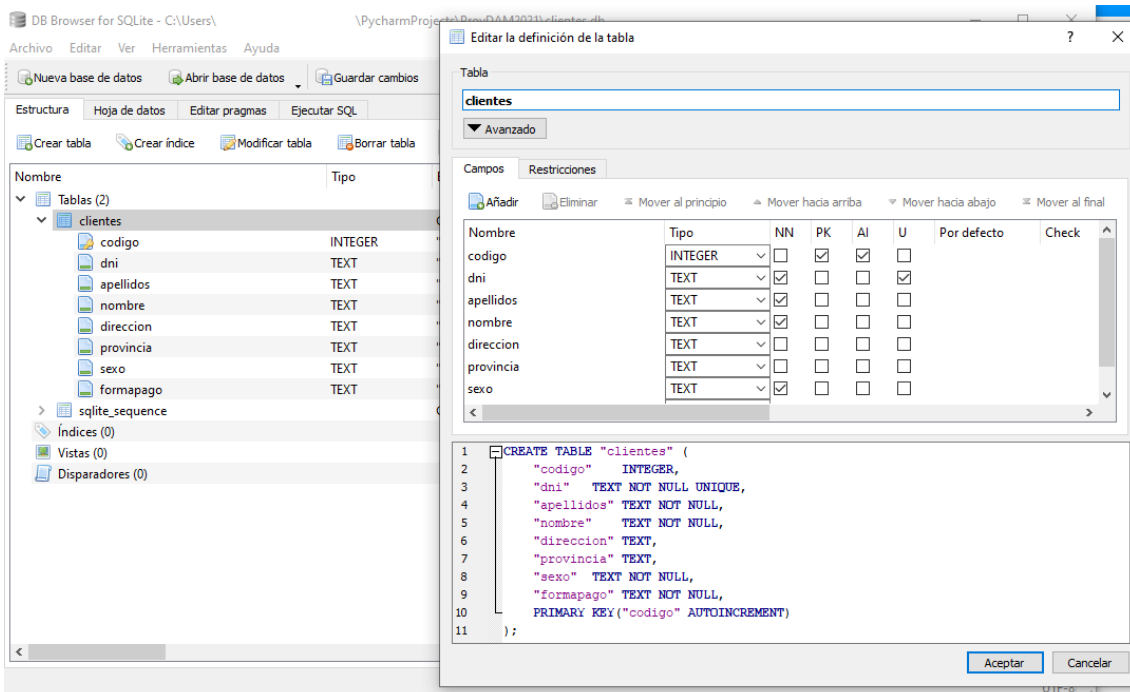 DB Browser for SQLite - C:\Users\ \PycharmProjects\ProyDAM2021\clientes.db
Archivo Editar Ver Herramientas Ayuda
Nueva base de datos Abrir base de datos Guardar cambios
Estructura Hoja de datos Editar pragmas Ejecutar SQL
Crear tabla Crear índice Modificar tabla Borrar tabla
Nombre Tipo
Tablas (2)
clientes
codigo INTEGER
dni TEXT
apellidos TEXT
nombre TEXT
direccion TEXT
provincia TEXT
sexo TEXT
formapago TEXT
sqlite_sequence
Índices (0)
Vistas (0)
Disparadores (0)
Editar la definición de la tabla ? ×
Tabla
clientes
Avanzado
Campos Restricciones
Añadir Eliminar Mover al principio Mover hacia arriba Mover hacia abajo Mover al final
Nombre Tipo NN PK AI U Por defecto Check
codigo INTEGER
dni TEXT
apellidos TEXT
nombre TEXT
direccion TEXT
provincia TEXT
sexo TEXT
1 CREATE TABLE "clientes" (
2 "codigo" INTEGER,
3 "dni" TEXT NOT NULL UNIQUE,
4 "apellidos" TEXT NOT NULL,
5 "nombre" TEXT NOT NULL,
6 "direccion" TEXT,
7 "provincia" TEXT,
8 "sexo" TEXT NOT NULL,
9 "formapago" TEXT NOT NULL,
10 PRIMARY KEY("codigo" AUTOINCREMENT)
11 );
Aceptar Cancelar
UTF-8